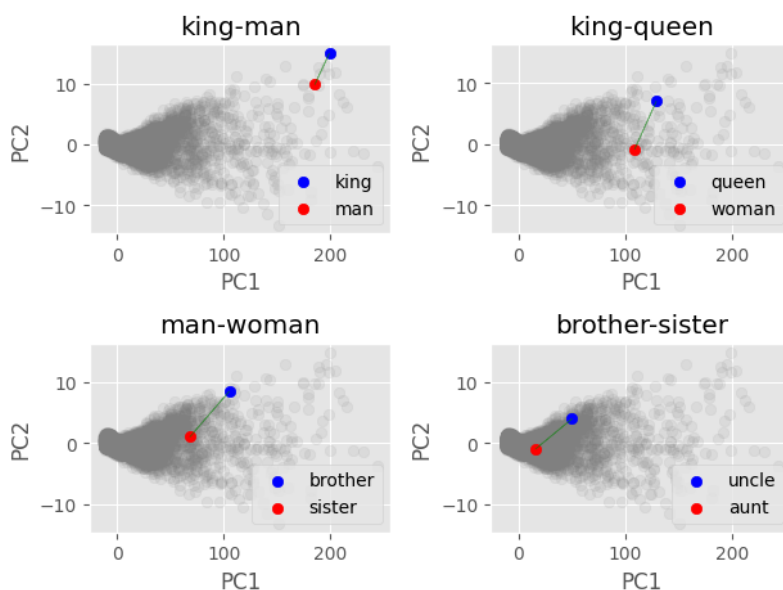 king-man
PC2
10
0
−10
king
man
0
100
200
PC1
king-queen
PC2
10
0
−10
queen
woman
0
100
200
PC1
man-woman
PC2
10
0
−10
brother
sister
0
100
200
PC1
brother-sister
PC2
10
0
−10
uncle
aunt
0
100
200
PC1